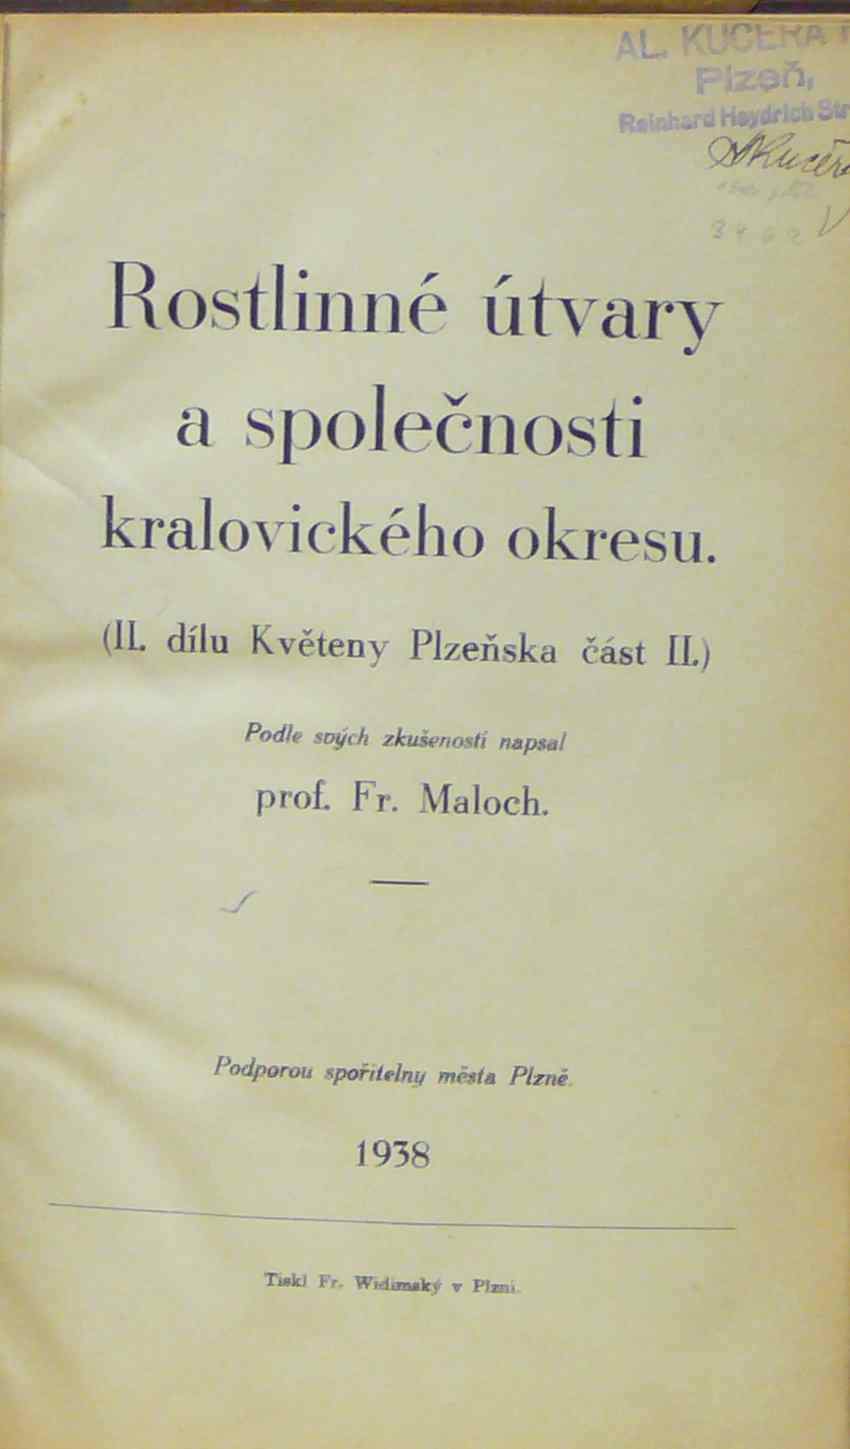 AL. KUČERA
Plzeň,
Reinhard Heydrich Str
Kučera
Rostlinné útvary
a společnosti
kralovického okresu.
(II. dílu Květeny Plzeňska část II.)
Podle svých zkušeností napsal
prof. Fr. Maloch.
Podporou spořitelny města Plzně.
1938
Tiskl Fr. Widimský v Plzni.